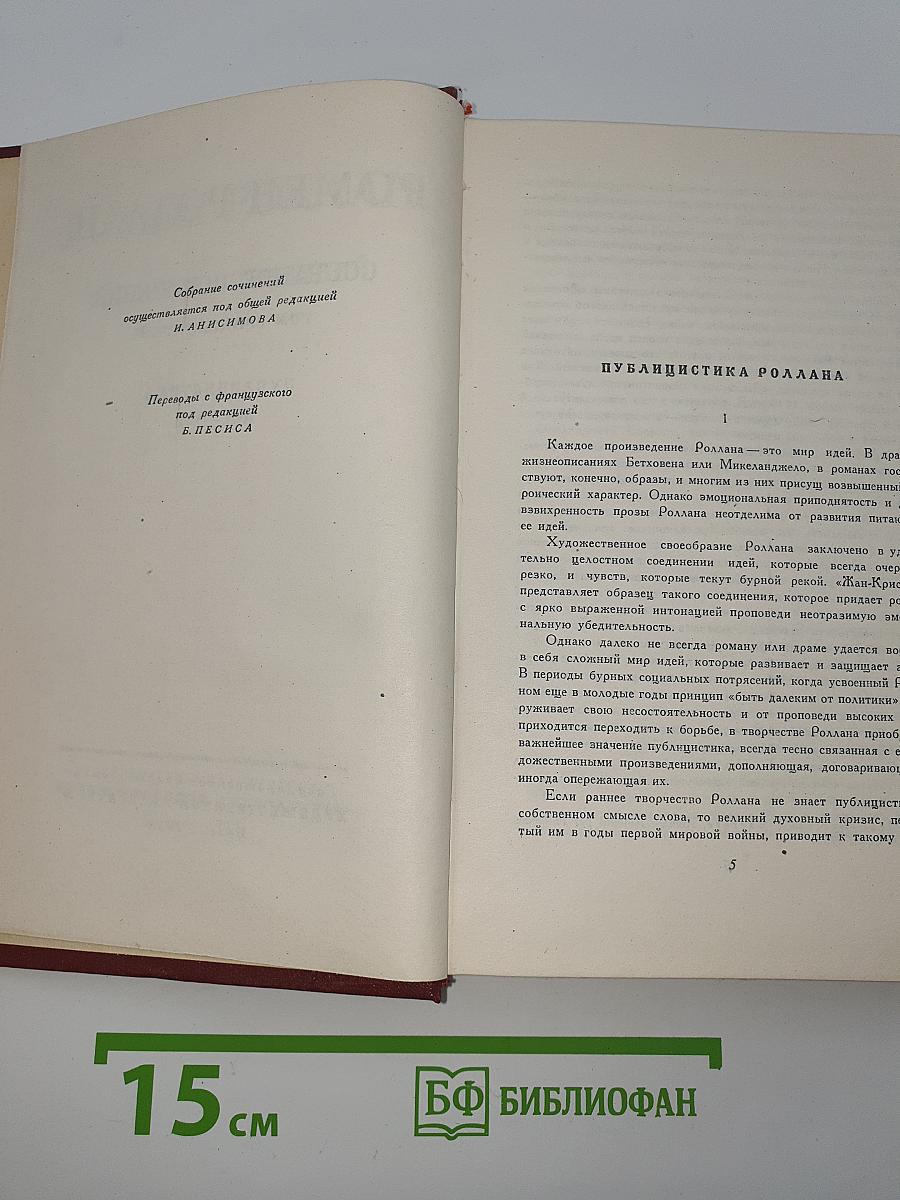 Собрание сочинений
осуществляется под общей редакцией
И. АНИСИМОВА
Переводы с французского
под редакцией
Б. ПЕСИСА
ПУБЛИЦИСТИКА РОЛЛАНА
I
Каждое произведение Роллана — это мир идей. В дра
жизнеописаниях Бетховена или Микеланджело, в романах гос
ствуют, конечно, образы, и многим из них присущ возвышенный
роический характер. Однако эмоциональная приподнятость и
взвихренность прозы Роллана неотделима от развития питаю
ее идей.
Художественное своеобразие Роллана заключено в уд
тельно целостном соединении идей, которые всегда очер
резко, и чувств, которые текут бурной рекой. «Жан-Крис
представляет образец такого соединения, которое придает ро
с ярко выраженной интонацией проповеди неотразимую эмо
нальную убедительность.
Однако далеко не всегда роману или драме удается во
в себя сложный мир идей, которые развивает и защищает а
В периоды бурных социальных потрясений, когда усвоенный Р
ном еще в молодые годы принцип «быть далеким от политики»
руживает свою несостоятельность и от проповеди высоких
приходится переходить к борьбе, в творчестве Роллана приоб
важнейшее значение публицистика, всегда тесно связанная с е
дожественными произведениями, дополняющая, договариваю
иногда опережающая их.
Если раннее творчество Роллана не знает публицист
собственном смысле слова, то великий духовный кризис, пе
тый им в годы первой мировой войны, приводит к такому
5
15 см
БФ БИБЛИОФАН